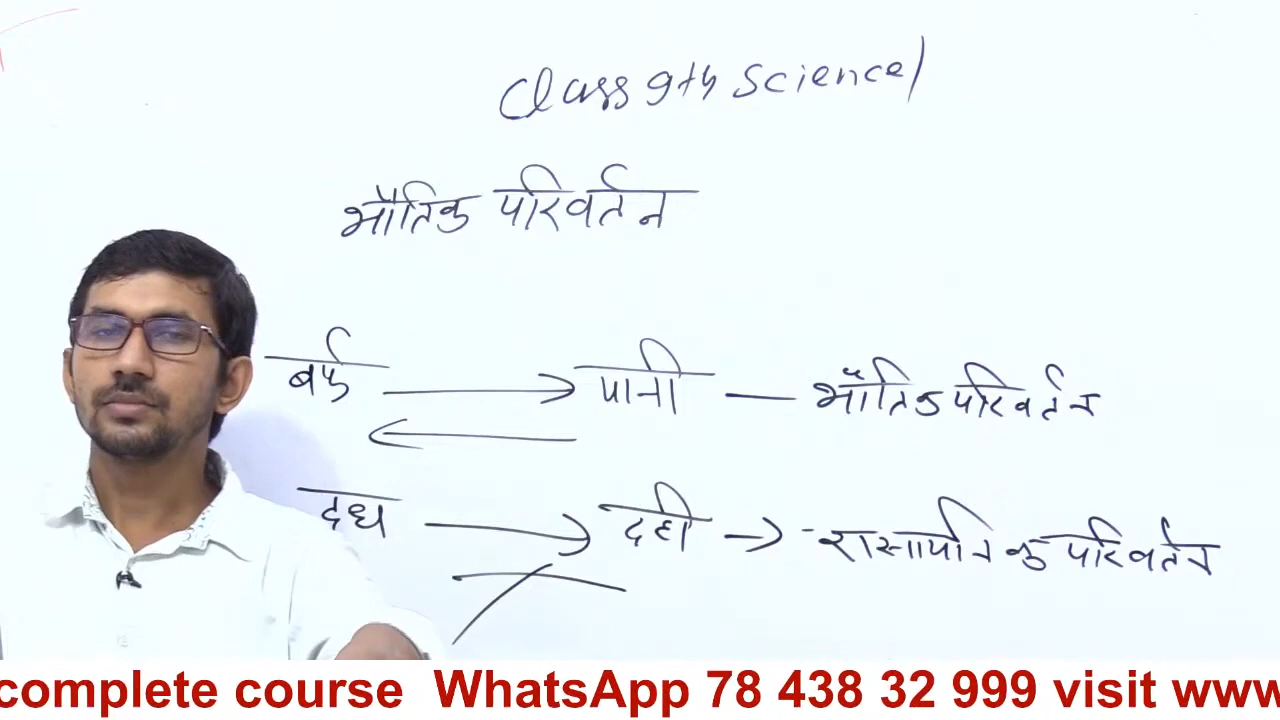 Class 9th Science
भौतिक परिवर्तन
बर्फ पानी — भौतिक परिवर्तन
दध दही → रासायनिक परिवर्तन
complete course WhatsApp 78 438 32 999 visit www